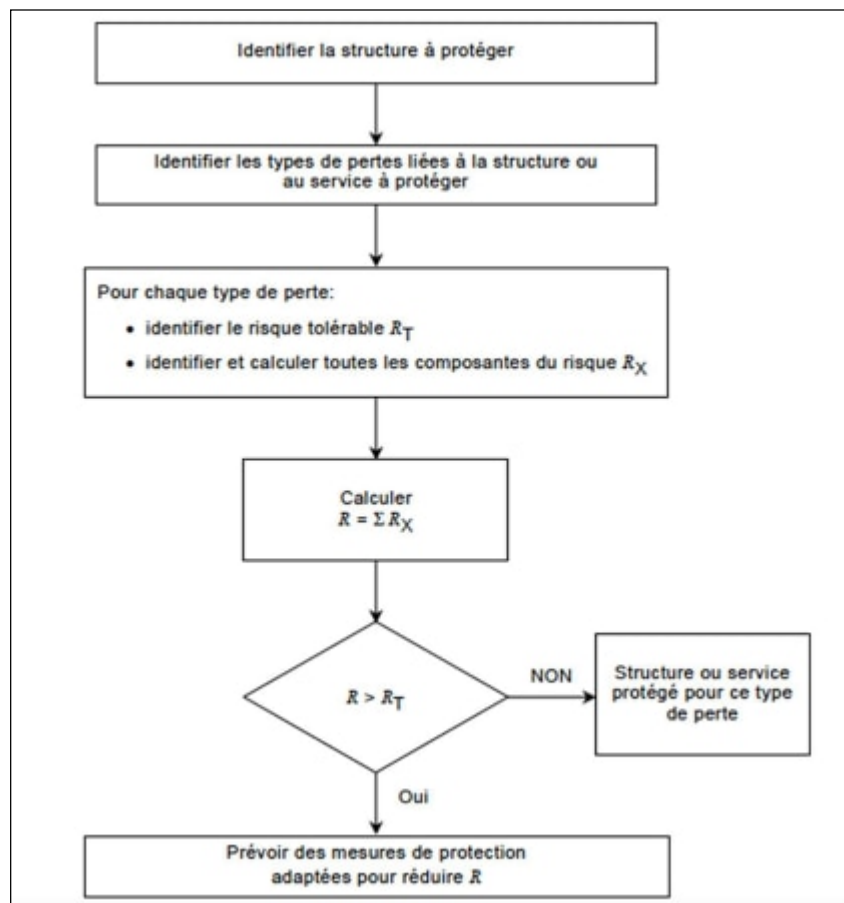 Identifier la structure à protéger
Identifier les types de pertes liées à la structure ou
au service à protéger
Pour chaque type de perte:
• identifier le risque tolérable RT
• identifier et calculer toutes les composantes du risque RX
Calculer
R = Σ RX
R > RT
NON
Structure ou service
protégé pour ce type
de perte
Oui
Prévoir des mesures de protection
adaptées pour réduire R